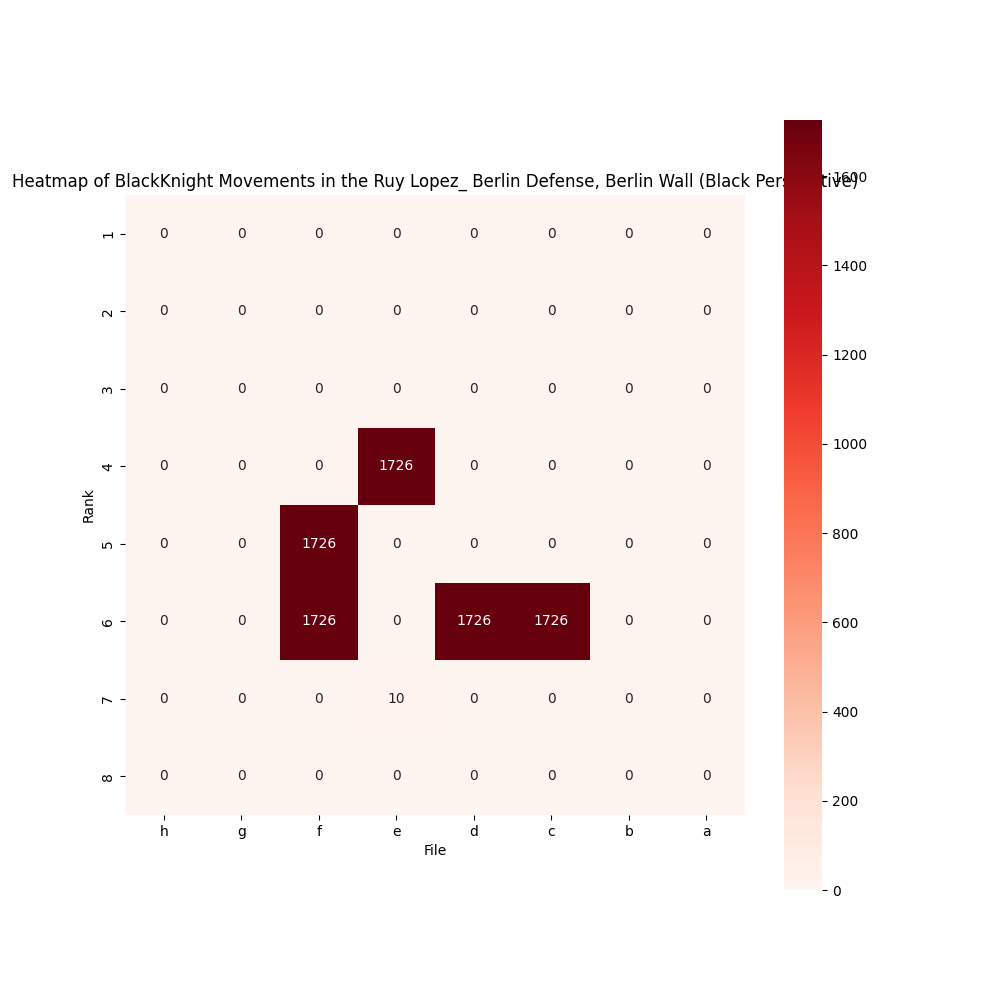 Heatmap of BlackKnight Movements in the Ruy Lopez_ Berlin Defense, Berlin Wall (Black Perspective)
1 0 0 0 0 0 0 0 0
2 0 0 0 0 0 0 0 0
3 0 0 0 0 0 0 0 0
4 0 0 0 1726 0 0 0 0
5 0 0 1726 0 0 0 0 0
6 0 0 1726 0 1726 1726 0 0
7 0 0 0 10 0 0 0 0
8 0 0 0 0 0 0 0 0
h g f e d c b a
File
Rank
1600
1400
1200
1000
800
600
400
200
0